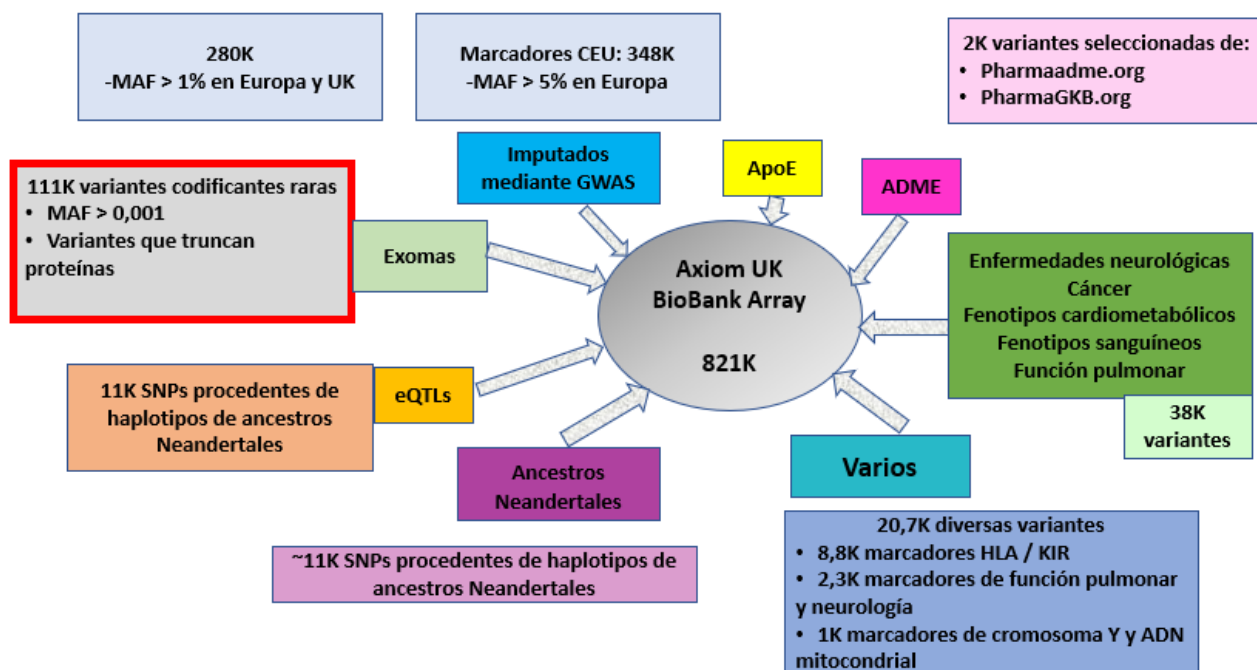 280K
-MAF > 1% en Europa y UK
Marcadores CEU: 348K
-MAF > 5% en Europa
2K variantes seleccionadas de:
• Pharmaadme.org
• PharmaGKB.org
Imputados
mediante GWAS
ApoE
ADME
111K variantes codificantes raras
• MAF > 0,001
• Variantes que truncan
proteínas
Exomas
Axiom UK
BioBank Array
821K
Enfermedades neurológicas
Cáncer
Fenotipos cardiometabólicos
Fenotipos sanguíneos
Función pulmonar
38K
variantes
11K SNPs procedentes de
haplotipos de ancestros
Neandertales
eQTLs
Ancestros
Neandertales
Varios
~11K SNPs procedentes de haplotipos de
ancestros Neandertales
20,7K diversas variantes
• 8,8K marcadores HLA / KIR
• 2,3K marcadores de función pulmonar
y neurología
• 1K marcadores de cromosoma Y y ADN
mitocondrial